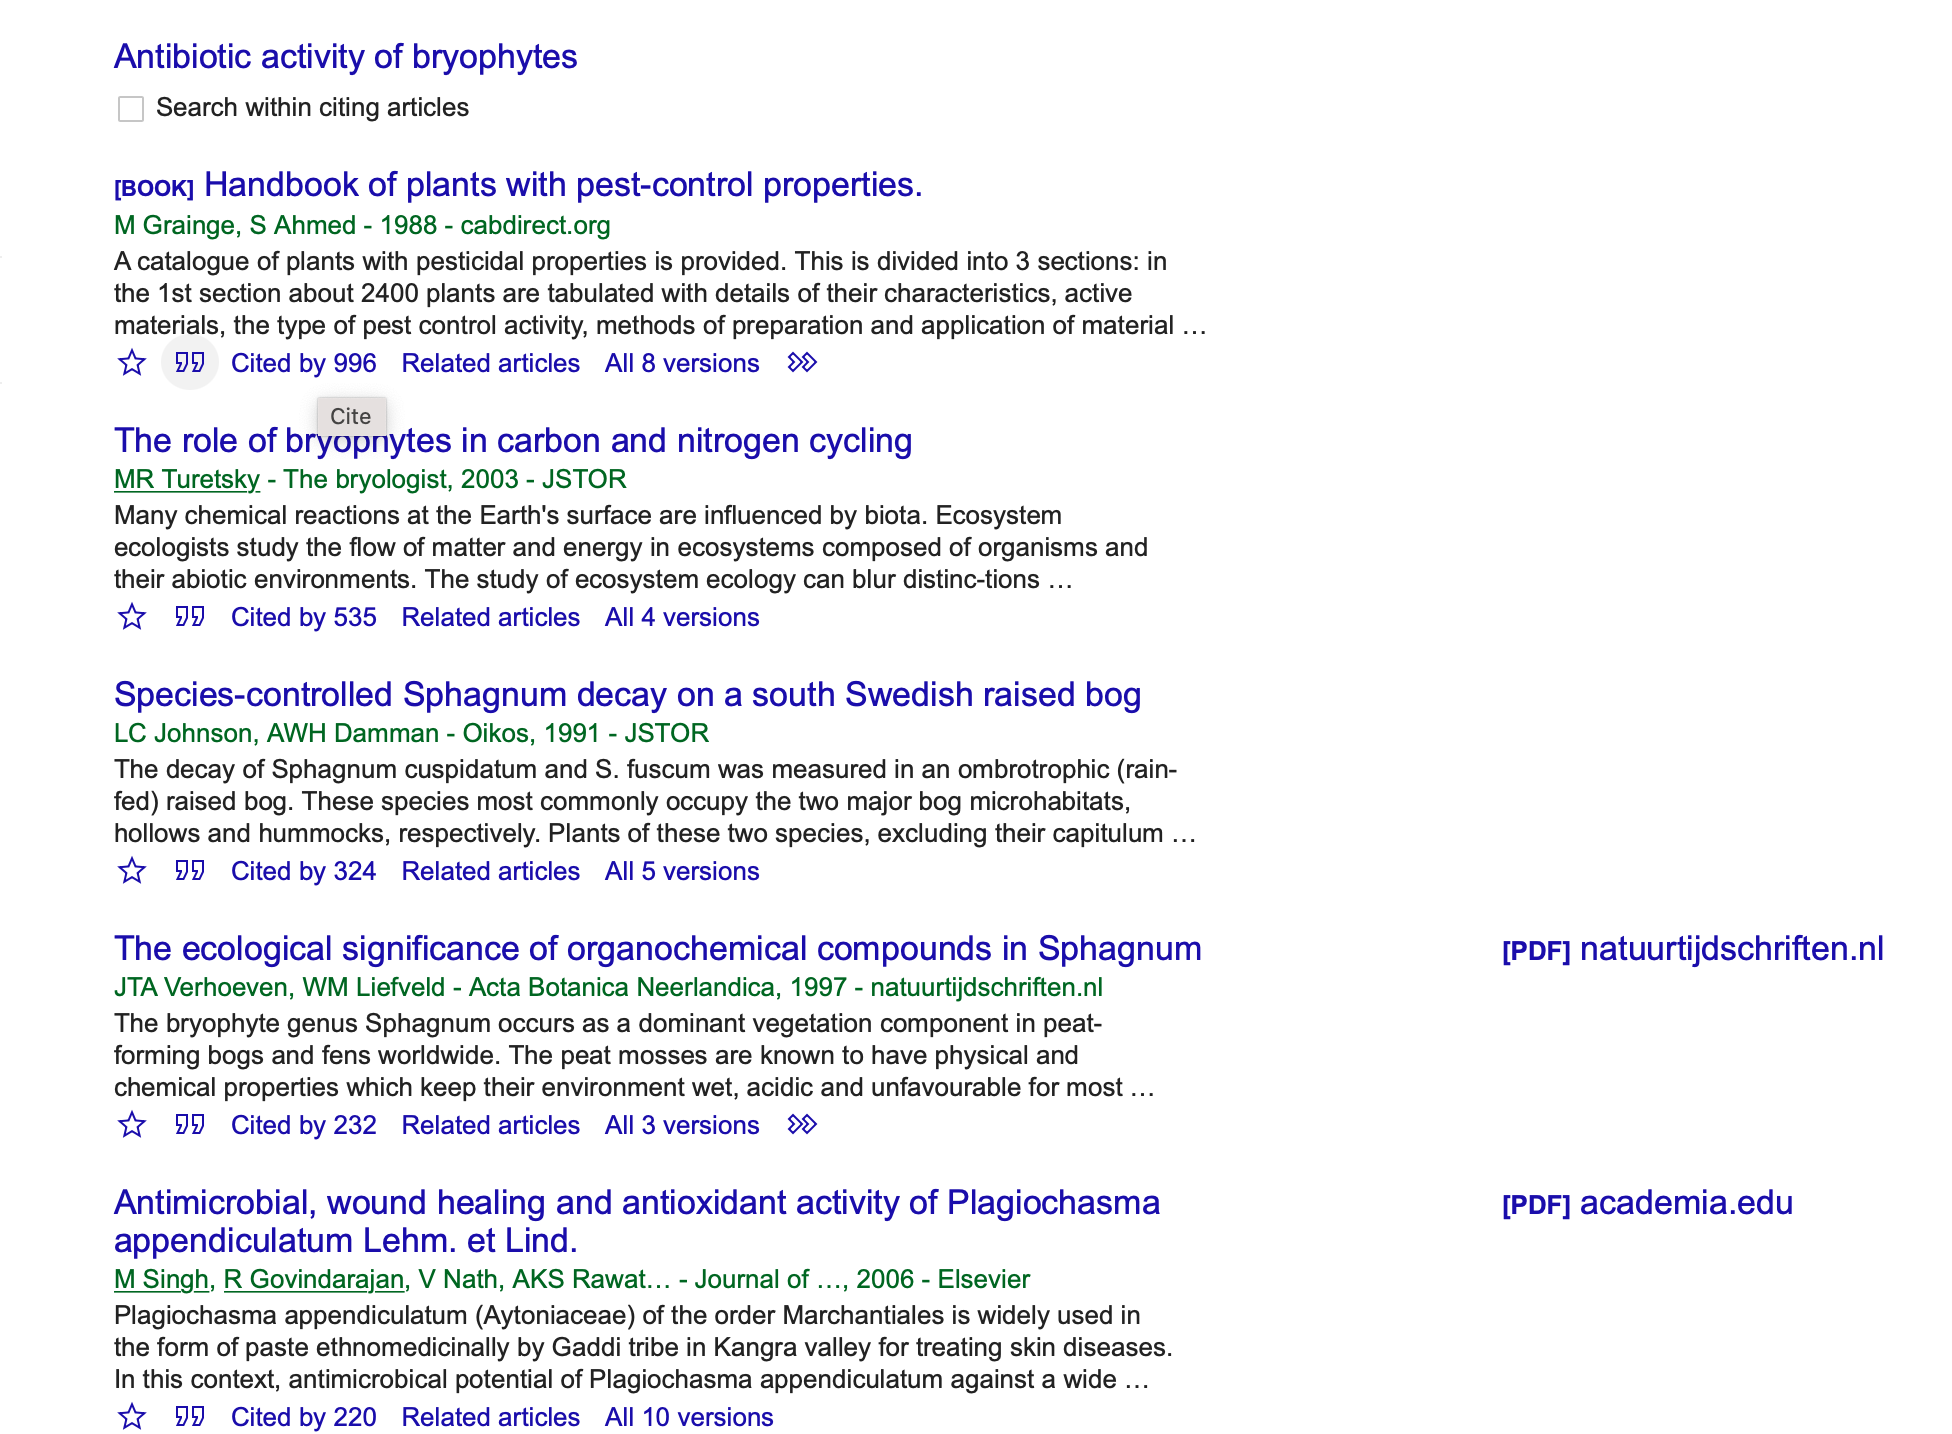 Antibiotic activity of bryophytes
Search within citing articles
[BOOK] Handbook of plants with pest-control properties.
M Grainge, S Ahmed - 1988 - cabdirect.org
A catalogue of plants with pesticidal properties is provided. This is divided into 3 sections: in
the 1st section about 2400 plants are tabulated with details of their characteristics, active
materials, the type of pest control activity, methods of preparation and application of material …
Cited by 996 Related articles All 8 versions
Cite
The role of bryophytes in carbon and nitrogen cycling
MR Turetsky - The bryologist, 2003 - JSTOR
Many chemical reactions at the Earth's surface are influenced by biota. Ecosystem
ecologists study the flow of matter and energy in ecosystems composed of organisms and
their abiotic environments. The study of ecosystem ecology can blur distinc-tions …
Cited by 535 Related articles All 4 versions
Species-controlled Sphagnum decay on a south Swedish raised bog
LC Johnson, AWH Damman - Oikos, 1991 - JSTOR
The decay of Sphagnum cuspidatum and S. fuscum was measured in an ombrotrophic (rain-
fed) raised bog. These species most commonly occupy the two major bog microhabitats,
hollows and hummocks, respectively. Plants of these two species, excluding their capitulum …
Cited by 324 Related articles All 5 versions
The ecological significance of organochemical compounds in Sphagnum
[PDF] natuurtijdschriften.nl
JTA Verhoeven, WM Liefveld - Acta Botanica Neerlandica, 1997 - natuurtijdschriften.nl
The bryophyte genus Sphagnum occurs as a dominant vegetation component in peat-
forming bogs and fens worldwide. The peat mosses are known to have physical and
chemical properties which keep their environment wet, acidic and unfavourable for most …
Cited by 232 Related articles All 3 versions
Antimicrobial, wound healing and antioxidant activity of Plagiochasma
appendiculatum Lehm. et Lind.
[PDF] academia.edu
M Singh, R Govindarajan, V Nath, AKS Rawat… - Journal of …, 2006 - Elsevier
Plagiochasma appendiculatum (Aytoniaceae) of the order Marchantiales is widely used in
the form of paste ethnomedicinally by Gaddi tribe in Kangra valley for treating skin diseases.
In this context, antimicrobical potential of Plagiochasma appendiculatum against a wide …
Cited by 220 Related articles All 10 versions